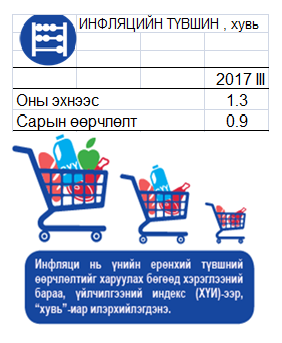 ИНФЛЯЦИЙН ТҮВШИН , хувь
2017 III
Оны эхнээс 1.3
Сарын өөрчлөлт 0.9
Инфляци нь үнийн ерөнхий түвшний
өөрчлөлтийг харуулах бөгөөд хэрэглээний
бараа, үйлчилгээний индекс (ХҮИ)-ээр,
“хувь”-иар илэрхийлэгдэнэ.